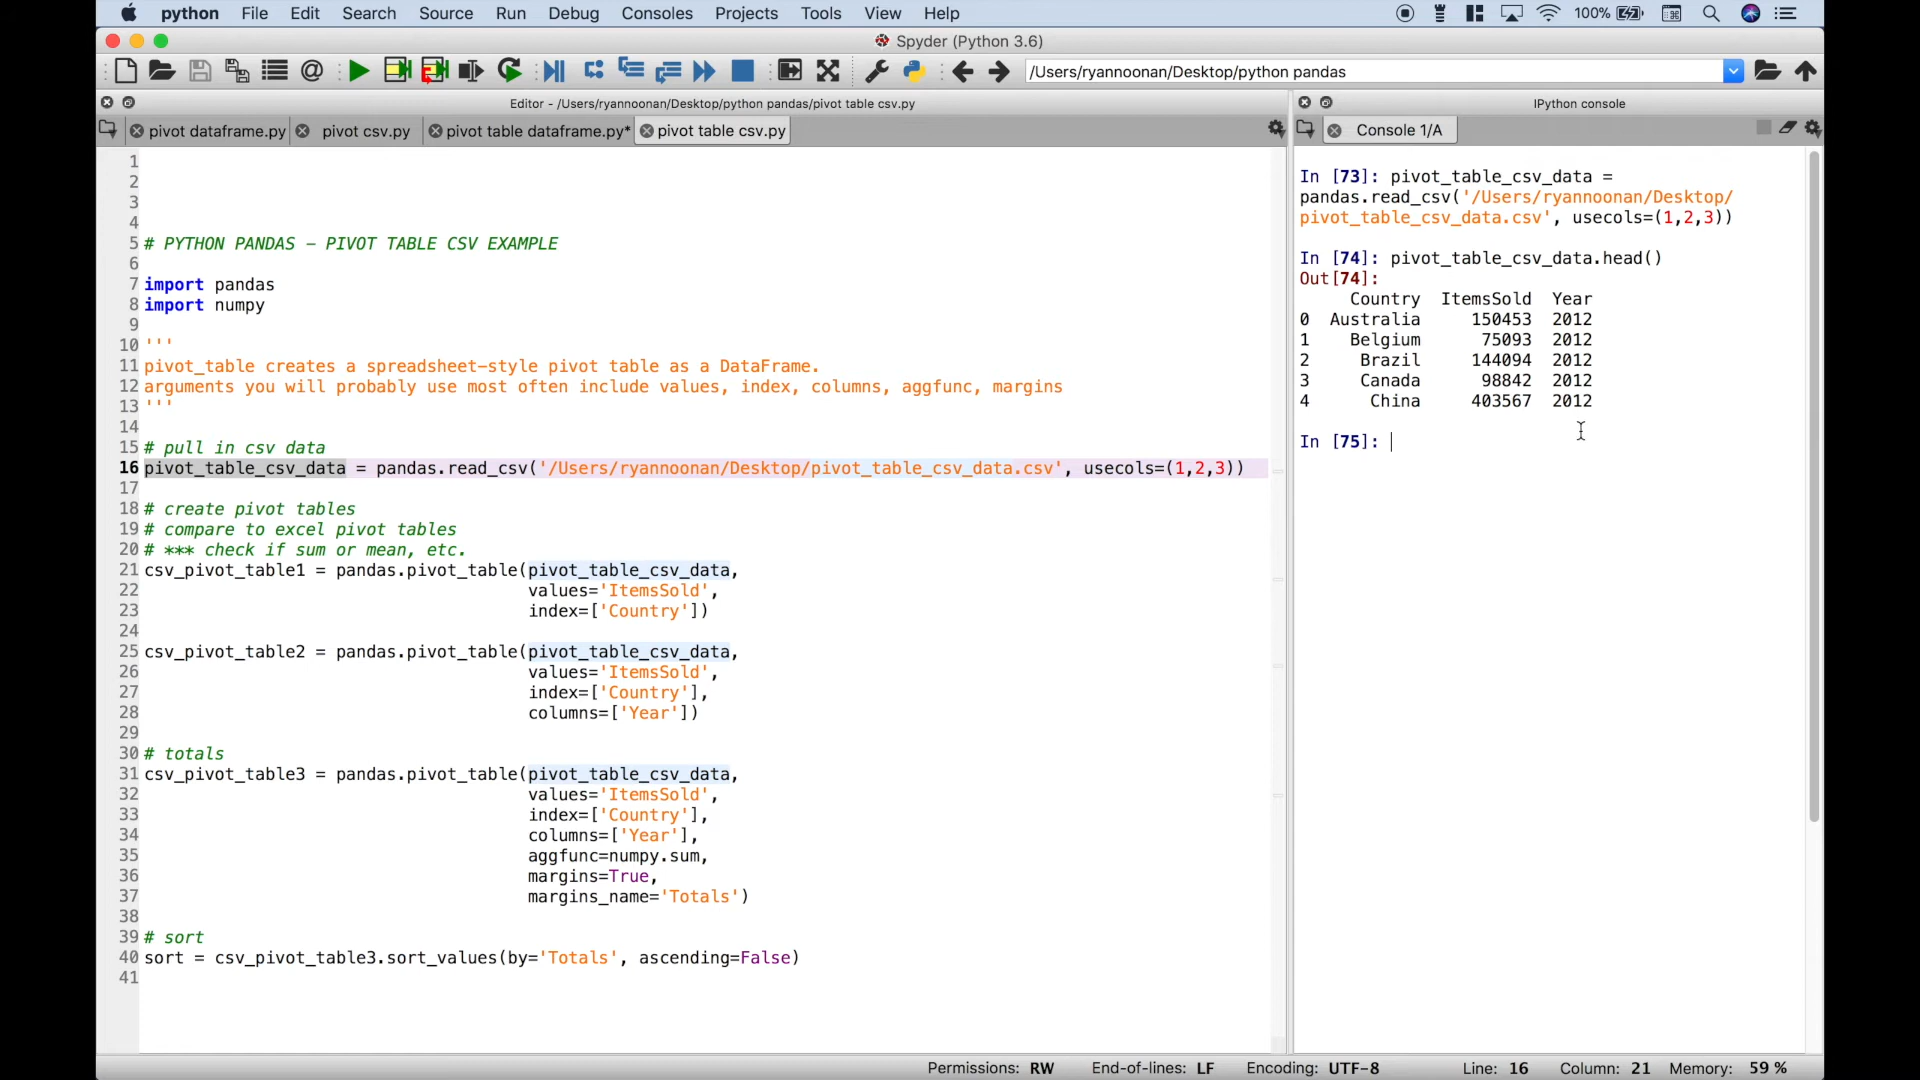 python File Edit Search Source Run Debug Consoles Projects Tools View Help 100%
Spyder (Python 3.6)
/Users/ryannoonan/Desktop/python pandas
Editor - /Users/ryannoonan/Desktop/python pandas/pivot table csv.py
pivot dataframe.py pivot csv.py pivot table dataframe.py* pivot table csv.py
1
2
3
4
5 # PYTHON PANDAS – PIVOT TABLE CSV EXAMPLE
6
7 import pandas
8 import numpy
9
10 '''
11 pivot_table creates a spreadsheet-style pivot table as a DataFrame.
12 arguments you will probably use most often include values, index, columns, aggfunc, margins
13 '''
14
15 # pull in csv data
16 pivot_table_csv_data = pandas.read_csv('/Users/ryannoonan/Desktop/pivot_table_csv_data.csv', usecols=(1,2,3))
17
18 # create pivot tables
19 # compare to excel pivot tables
20 # *** check if sum or mean, etc.
21 csv_pivot_table1 = pandas.pivot_table(pivot_table_csv_data,
22 values='ItemsSold',
23 index=['Country'])
24
25 csv_pivot_table2 = pandas.pivot_table(pivot_table_csv_data,
26 values='ItemsSold',
27 index=['Country'],
28 columns=['Year'])
29
30 # totals
31 csv_pivot_table3 = pandas.pivot_table(pivot_table_csv_data,
32 values='ItemsSold',
33 index=['Country'],
34 columns=['Year'],
35 aggfunc=numpy.sum,
36 margins=True,
37 margins_name='Totals')
38
39 # sort
40 sort = csv_pivot_table3.sort_values(by='Totals', ascending=False)
41
IPython console
Console 1/A
In [73]: pivot_table_csv_data =
pandas.read_csv('/Users/ryannoonan/Desktop/
pivot_table_csv_data.csv', usecols=(1,2,3))
In [74]: pivot_table_csv_data.head()
Out[74]:
Country ItemsSold Year
0 Australia 150453 2012
1 Belgium 75093 2012
2 Brazil 144094 2012
3 Canada 98842 2012
4 China 403567 2012
In [75]:
Permissions: RW End-of-lines: LF Encoding: UTF-8 Line: 16 Column: 21 Memory: 59 %